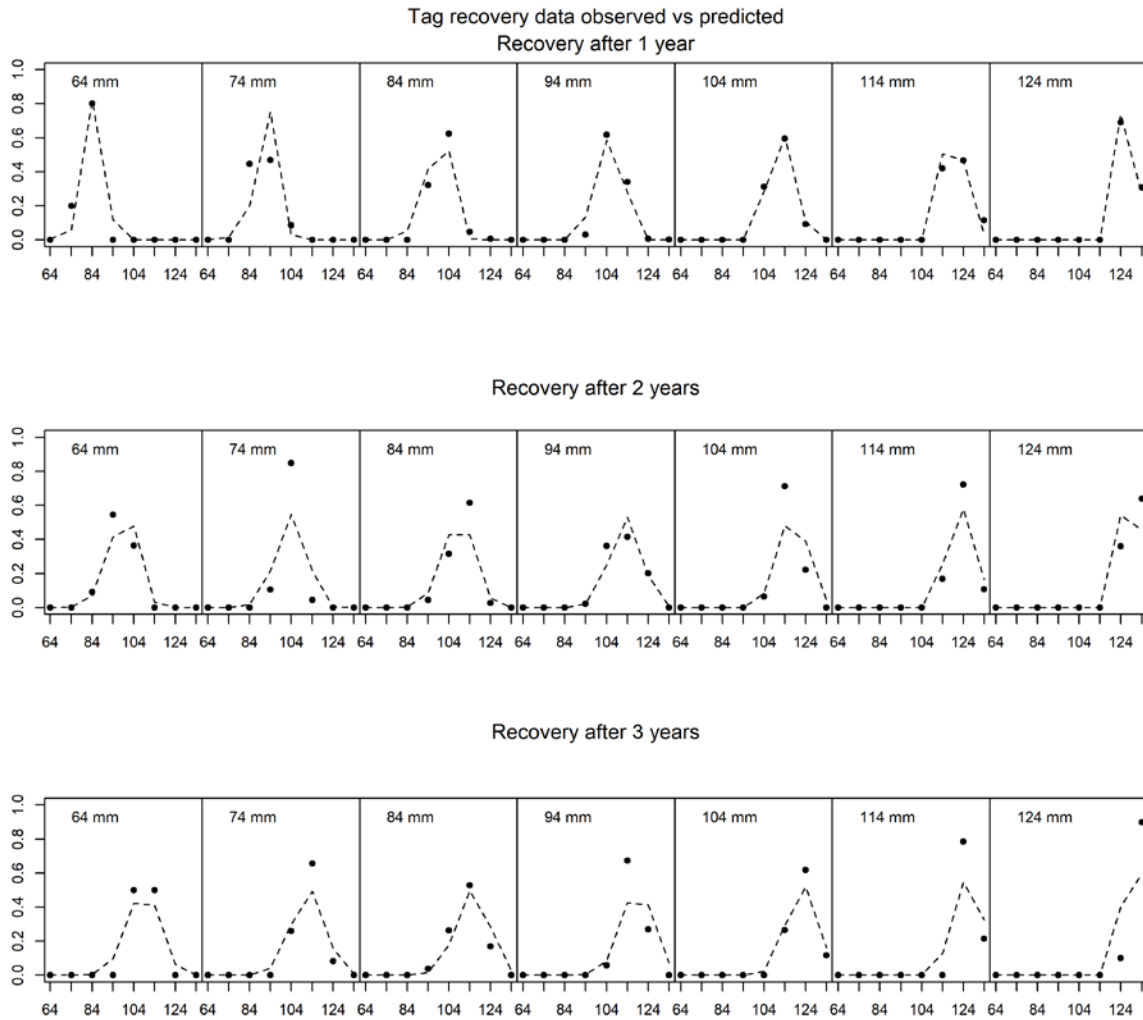 Tag recovery data observed vs predicted
Recovery after 1 year
64 mm 74 mm 84 mm 94 mm 104 mm 114 mm 124 mm
1.0
0.8
0.6
0.4
0.2
0.0
64 84 104 124 64 84 104 124 64 84 104 124 64 84 104 124 64 84 104 124 64 84 104 124 64 84 104 124
Recovery after 2 years
64 mm 74 mm 84 mm 94 mm 104 mm 114 mm 124 mm
1.0
0.8
0.6
0.4
0.2
0.0
64 84 104 124 64 84 104 124 64 84 104 124 64 84 104 124 64 84 104 124 64 84 104 124 64 84 104 124
Recovery after 3 years
64 mm 74 mm 84 mm 94 mm 104 mm 114 mm 124 mm
1.0
0.8
0.6
0.4
0.2
0.0
64 84 104 124 64 84 104 124 64 84 104 124 64 84 104 124 64 84 104 124 64 84 104 124 64 84 104 124